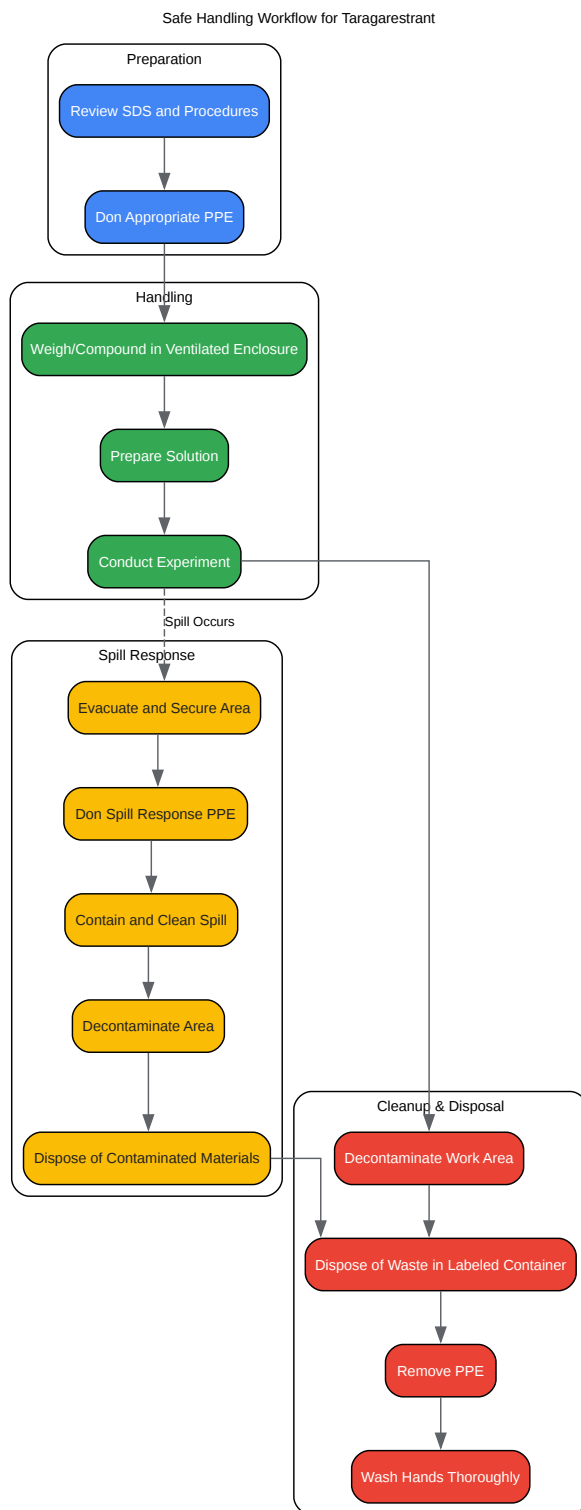 Safe Handling Workflow for Taragarestrant
Preparation
Review SDS and Procedures
Don Appropriate PPE
Handling
Weigh/Compound in Ventilated Enclosure
Prepare Solution
Conduct Experiment
Spill Occurs
Spill Response
Evacuate and Secure Area
Don Spill Response PPE
Contain and Clean Spill
Decontaminate Area
Dispose of Contaminated Materials
Cleanup & Disposal
Decontaminate Work Area
Dispose of Waste in Labeled Container
Remove PPE
Wash Hands Thoroughly